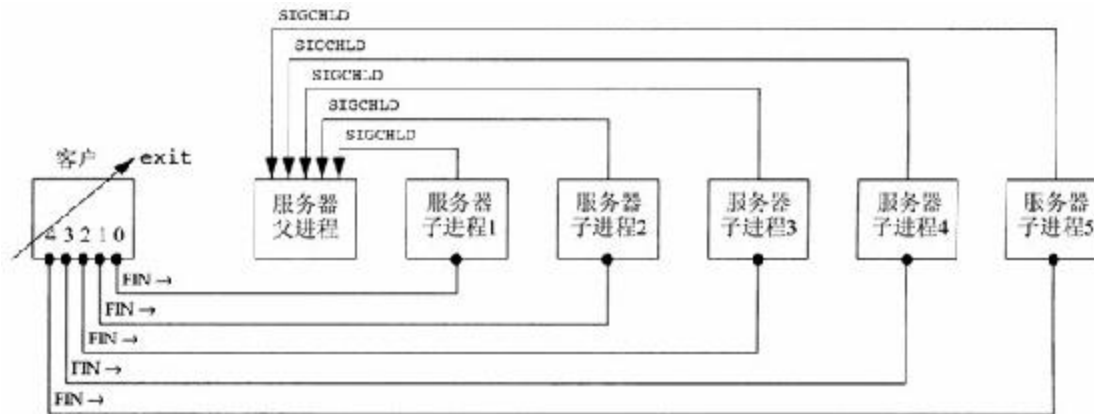 SIGCHLD
SIGCHLD
SIGCHLD
SIGCHLD
SIGCHLD
客户
exit
服务器
父进程
服务器
子进程1
服务器
子进程2
服务器
子进程3
服务器
子进程4
服务器
子进程5
4 3 2 1 0
FIN →
FIN →
FIN →
FIN →
FIN →